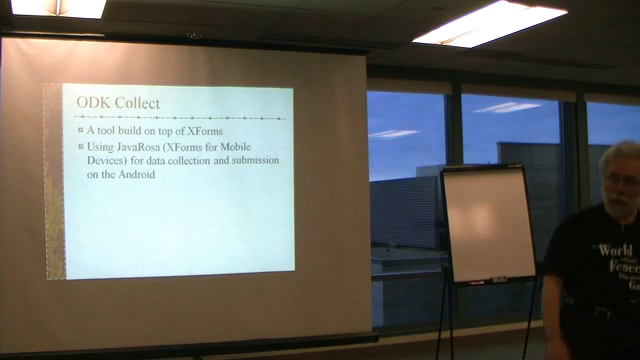 ODK Collect
A tool build on top of XForms
Using JavaRosa (XForms for Mobile
Devices) for data collection and submission
on the Android
World
Fence